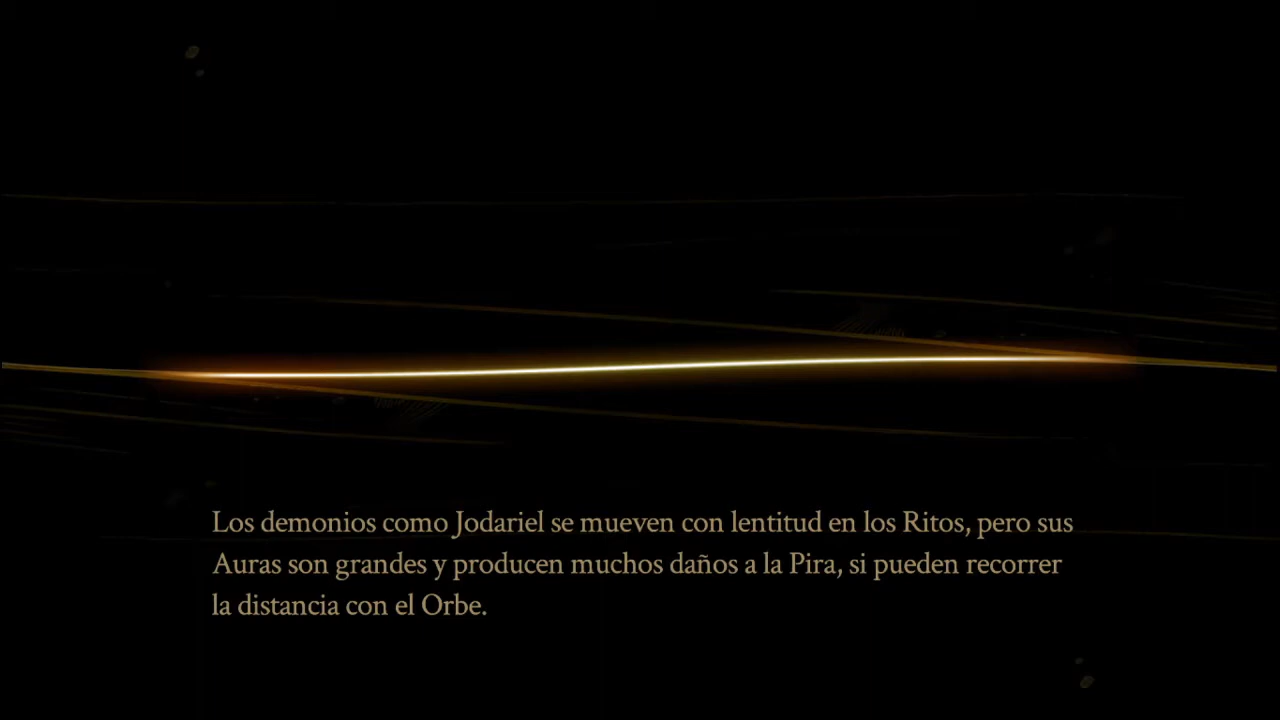 Los demonios como Jodariel se mueven con lentitud en los Ritos, pero sus
Auras son grandes y producen muchos daños a la Pira, si pueden recorrer
la distancia con el Orbe.